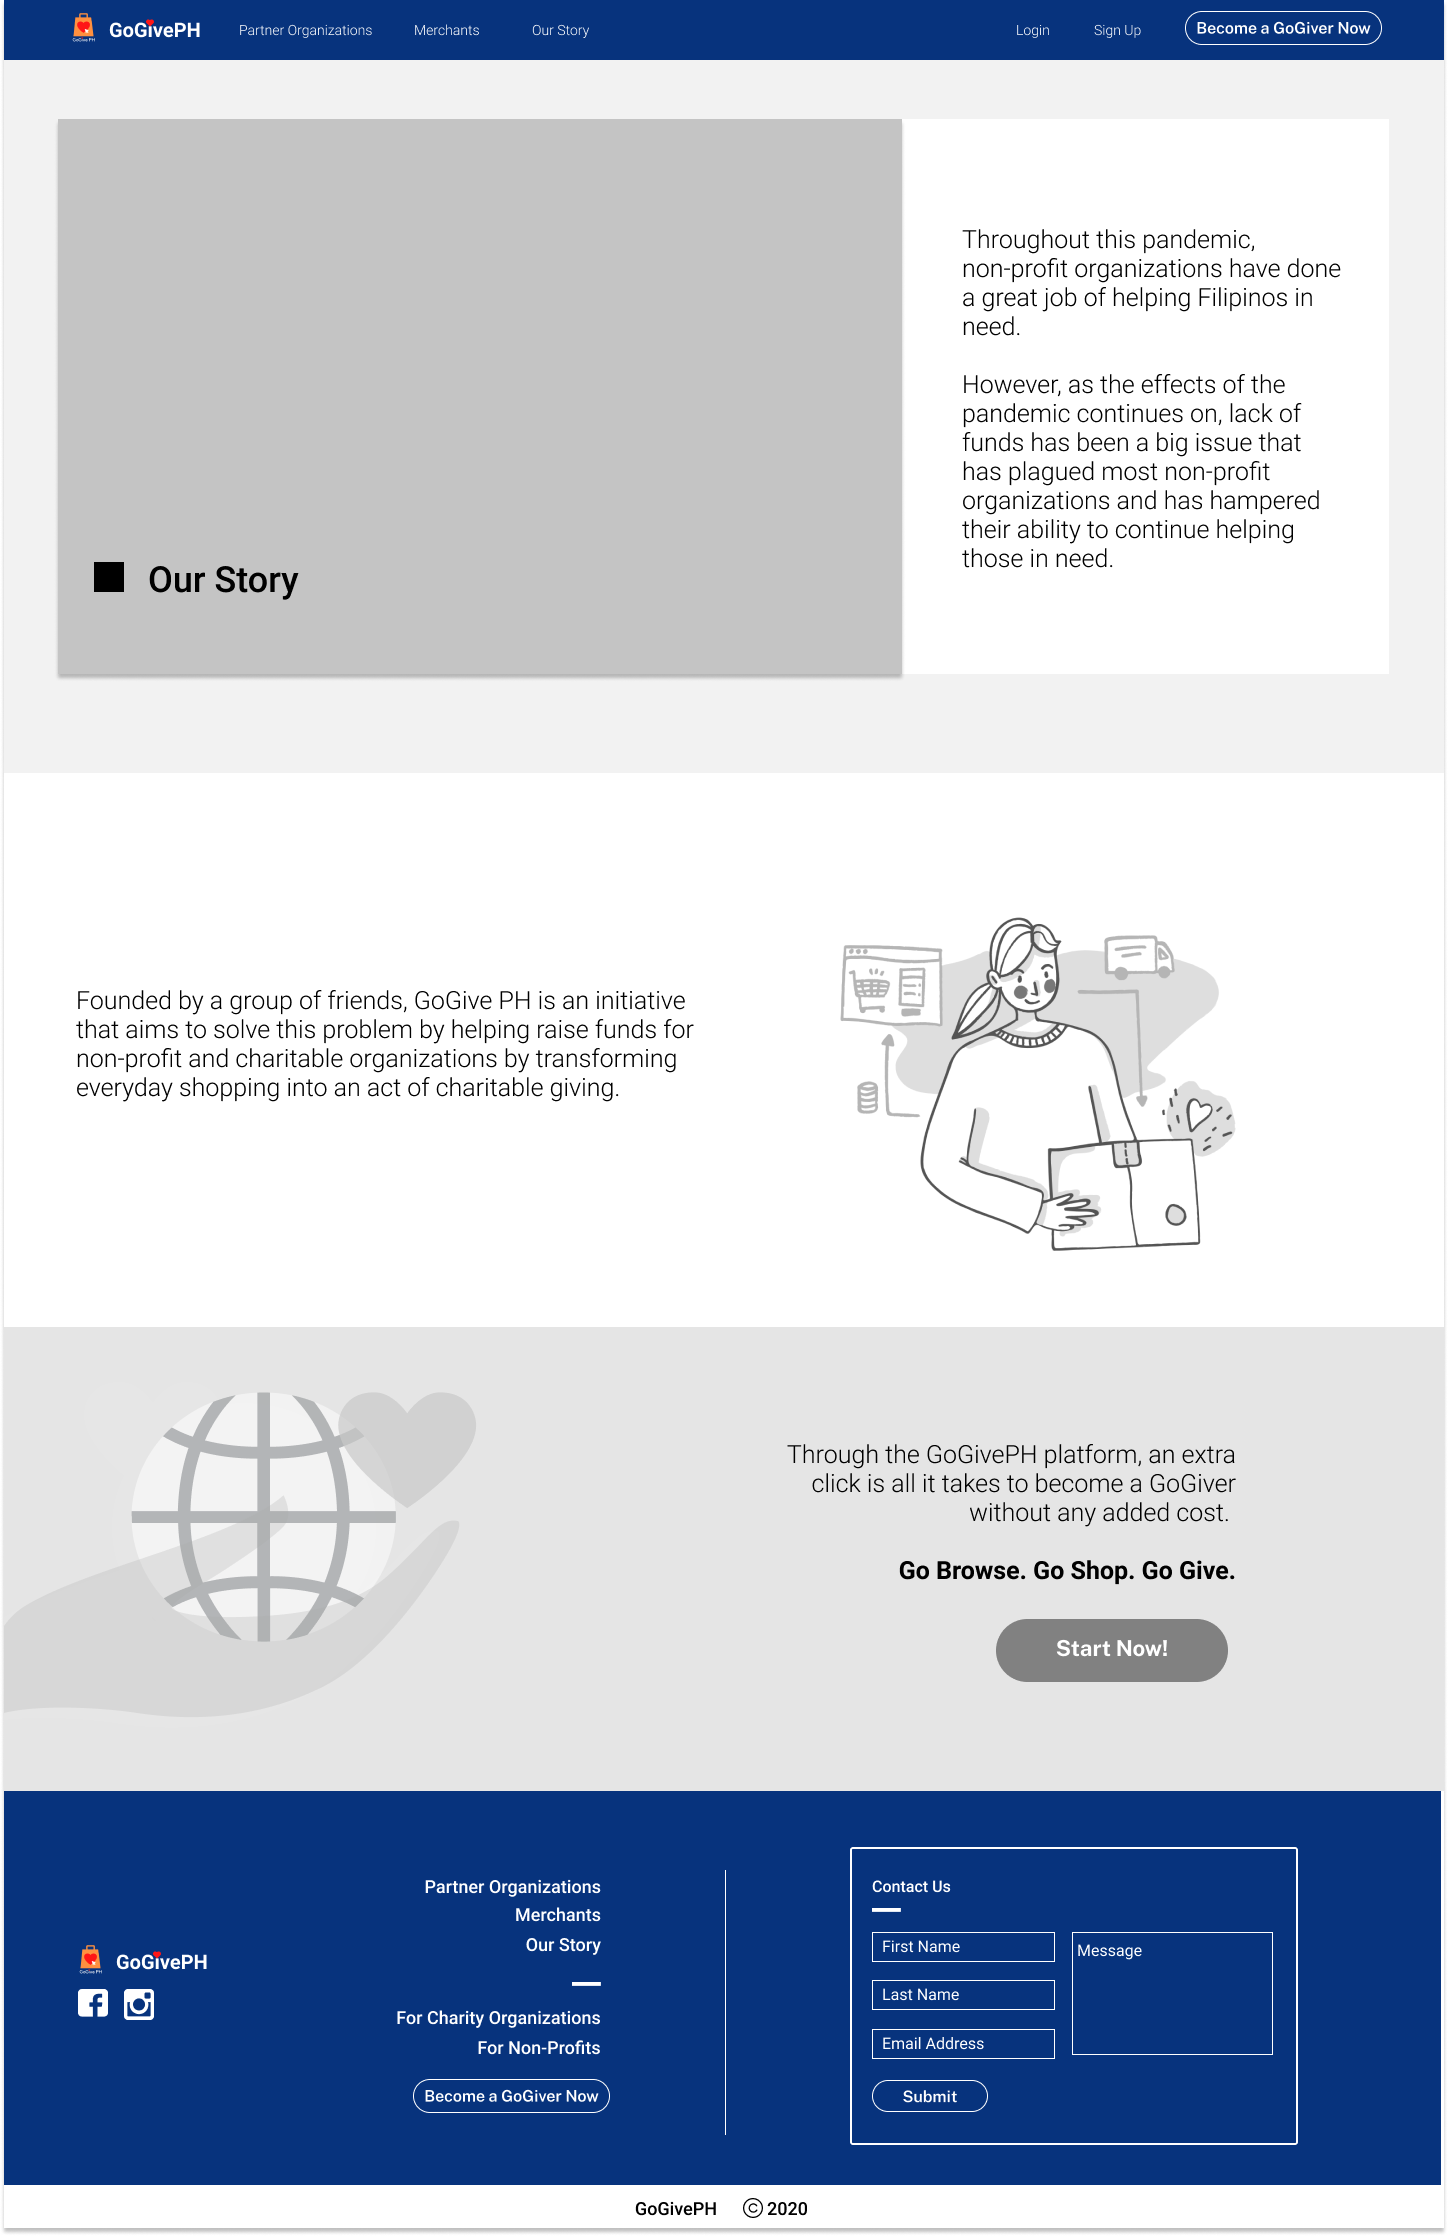 GoGivePH
Partner Organizations
Merchants
Our Story
Login
Sign Up
Become a GoGiver Now
GoGive PH
Throughout this pandemic,
non-profit organizations have done
a great job of helping Filipinos in
need.
However, as the effects of the
pandemic continues on, lack of
funds has been a big issue that
has plagued most non-profit
organizations and has hampered
their ability to continue helping
those in need.
Our Story
Founded by a group of friends, GoGive PH is an initiative
that aims to solve this problem by helping raise funds for
non-profit and charitable organizations by transforming
everyday shopping into an act of charitable giving.
Through the GoGivePH platform, an extra
click is all it takes to become a GoGiver
without any added cost.
Go Browse. Go Shop. Go Give.
Start Now!
GoGivePH
GoGive PH
Partner Organizations
Merchants
Our Story
For Charity Organizations
For Non-Profits
Become a GoGiver Now
Contact Us
First Name
Last Name
Email Address
Message
Submit
GoGivePH © 2020